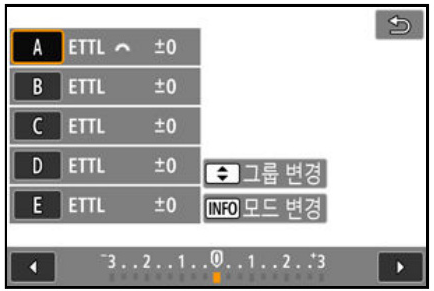 A ETTL ±0
B ETTL ±0
C ETTL ±0
D ETTL ±0
E ETTL ±0
그룹 변경
INFO 모드 변경
-3..2..1..0..1..2..+3